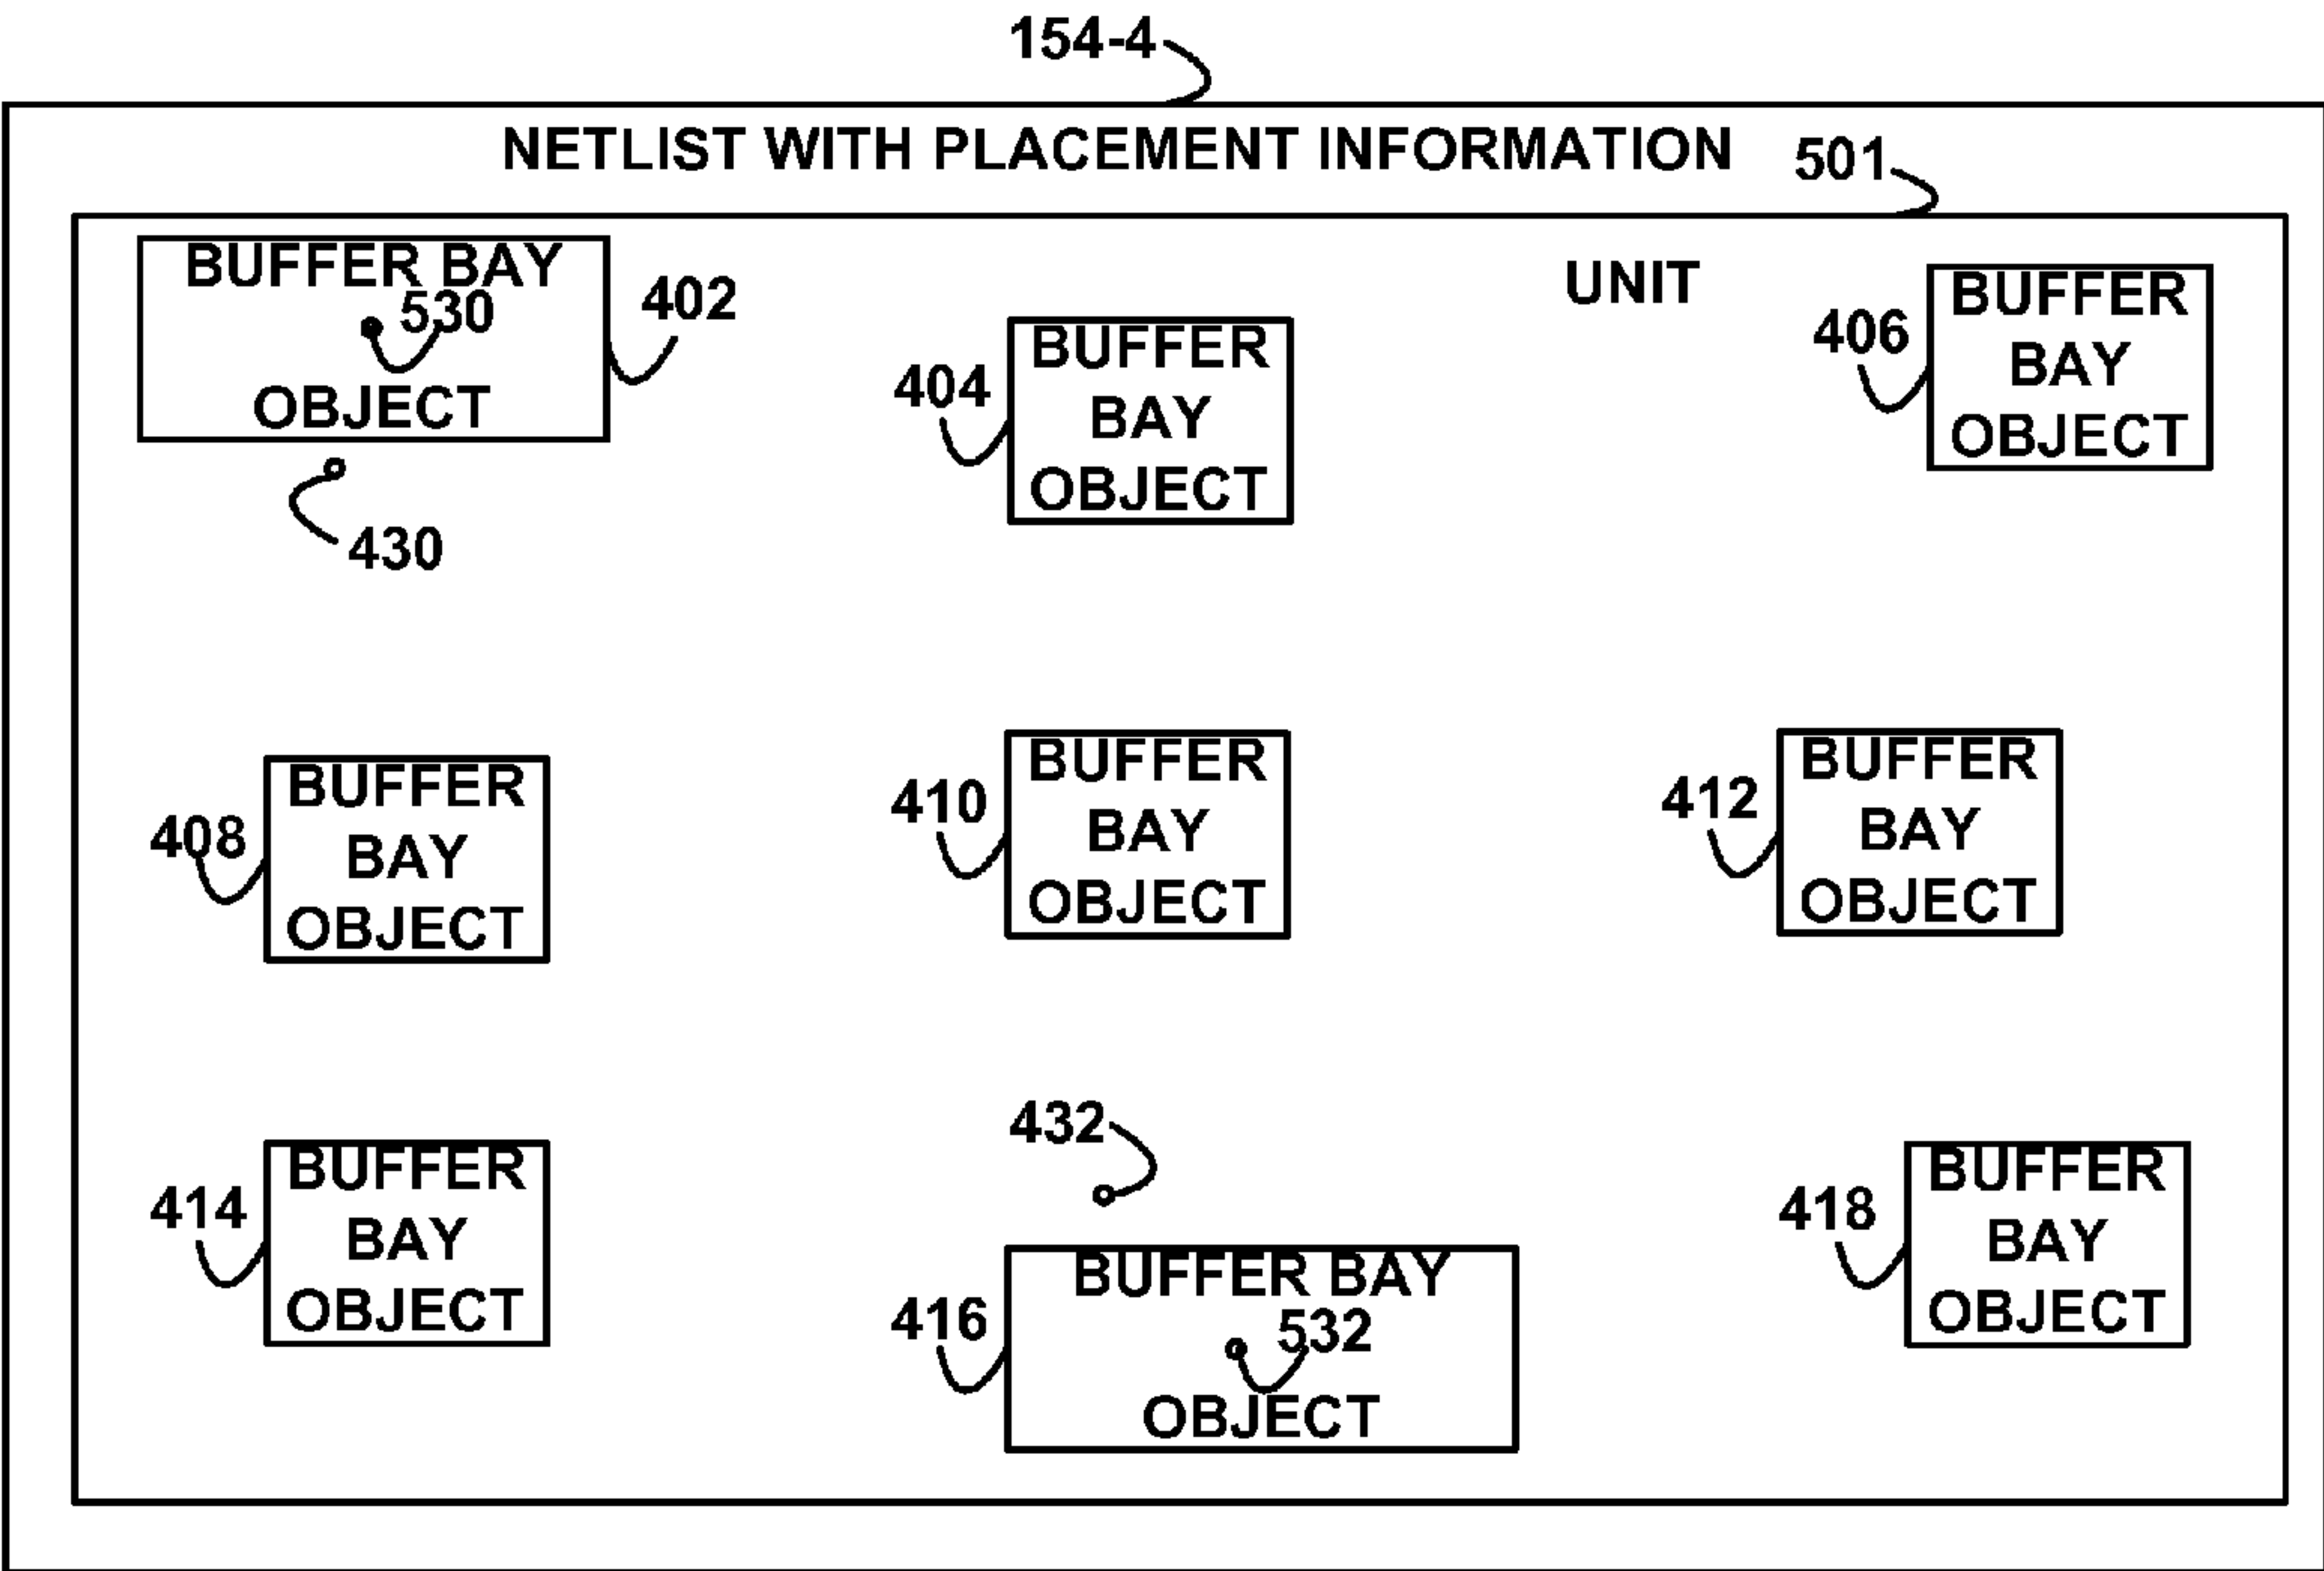 154-4
NETLIST WITH PLACEMENT INFORMATION
501
UNIT
BUFFER BAY
530
OBJECT
402
430
404
BUFFER
BAY
OBJECT
406
BUFFER
BAY
OBJECT
408
BUFFER
BAY
OBJECT
410
BUFFER
BAY
OBJECT
412
BUFFER
BAY
OBJECT
414
BUFFER
BAY
OBJECT
432
416
BUFFER BAY
532
OBJECT
418
BUFFER
BAY
OBJECT